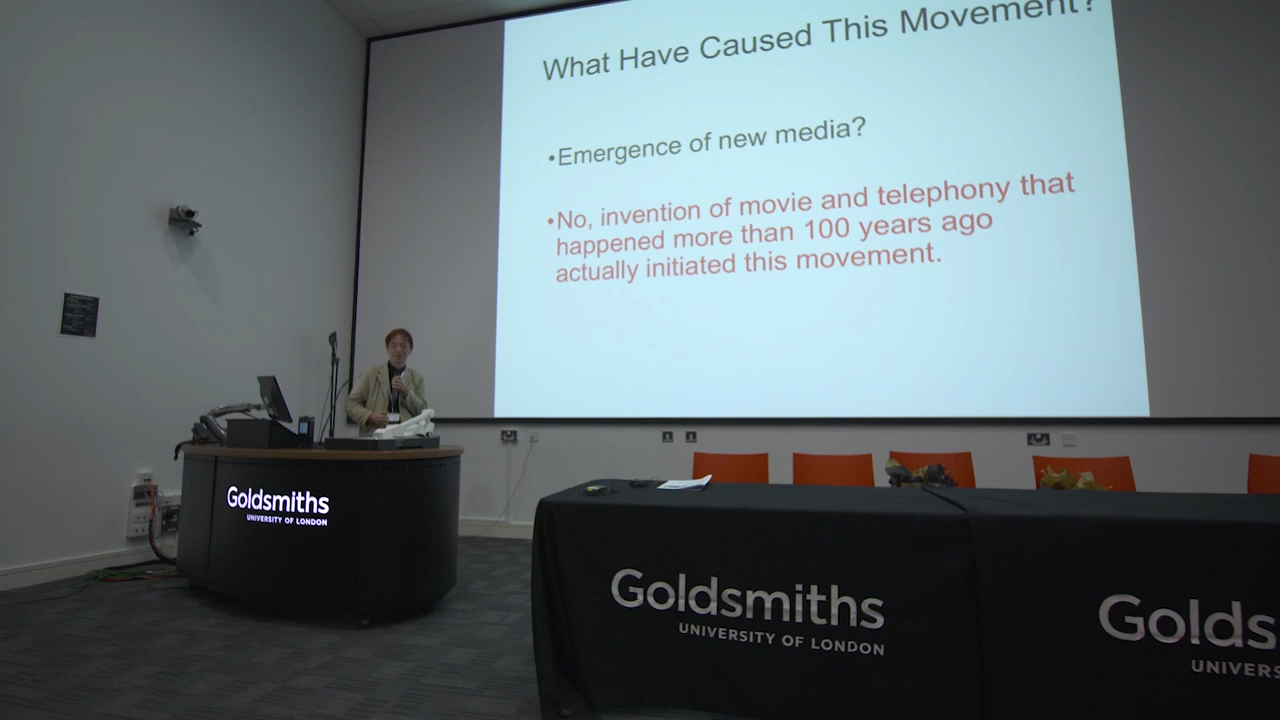 What Have Caused This Movement?
•Emergence of new media?
•No, invention of movie and telephony that
happened more than 100 years ago
actually initiated this movement.
Goldsmiths
UNIVERSITY OF LONDON
Goldsmiths
UNIVERSITY OF LONDON
Golds
UNIVERS